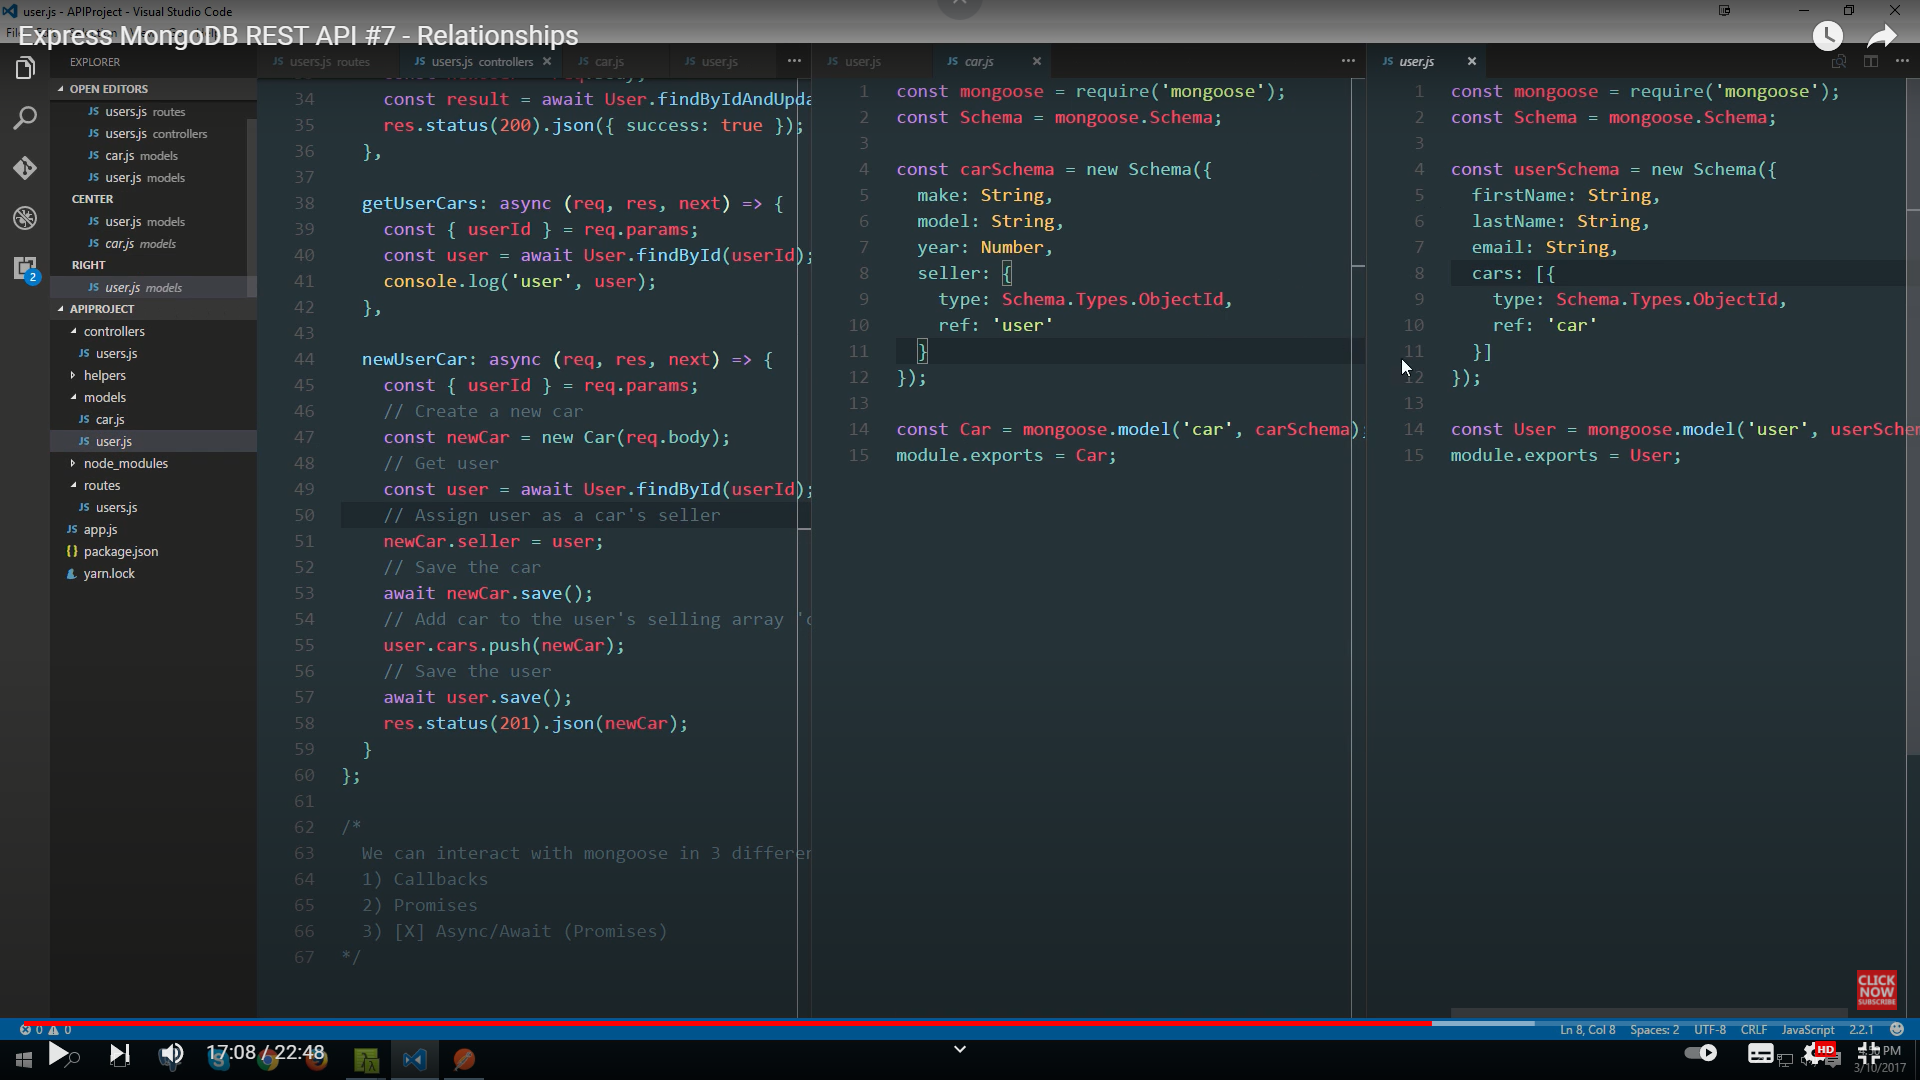 user.js - APIProject - Visual Studio Code
Express MongoDB REST API #7 - Relationships
EXPLORER
OPEN EDITORS
JS users.js routes
JS users.js controllers
JS car.js models
JS user.js models
CENTER
JS user.js models
JS car.js models
RIGHT
JS user.js models
APIPROJECT
controllers
JS users.js
helpers
models
JS car.js
JS user.js
node_modules
routes
JS users.js
JS app.js
{} package.json
yarn.lock
2
JS users.js routes
JS users.js controllers ×
JS car.js
JS user.js
34 const result = await User.findByIdAndUpda
35 res.status(200).json({ success: true });
36 },
37
38 getUserCars: async (req, res, next) => {
39 const { userId } = req.params;
40 const user = await User.findById(userId);
41 console.log('user', user);
42 },
43
44 newUserCar: async (req, res, next) => {
45 const { userId } = req.params;
46 // Create a new car
47 const newCar = new Car(req.body);
48 // Get user
49 const user = await User.findById(userId);
50 // Assign user as a car's seller
51 newCar.seller = user;
52 // Save the car
53 await newCar.save();
54 // Add car to the user's selling array 'c
55 user.cars.push(newCar);
56 // Save the user
57 await user.save();
58 res.status(201).json(newCar);
59 }
60 };
61
62 /*
63 We can interact with mongoose in 3 differen
64 1) Callbacks
65 2) Promises
66 3) [X] Async/Await (Promises)
67 */
JS user.js
JS car.js ×
1 const mongoose = require('mongoose');
2 const Schema = mongoose.Schema;
3
4 const carSchema = new Schema({
5 make: String,
6 model: String,
7 year: Number,
8 seller: {
9 type: Schema.Types.ObjectId,
10 ref: 'user'
11 }
12 });
13
14 const Car = mongoose.model('car', carSchema);
15 module.exports = Car;
JS user.js ×
1 const mongoose = require('mongoose');
2 const Schema = mongoose.Schema;
3
4 const userSchema = new Schema({
5 firstName: String,
6 lastName: String,
7 email: String,
8 cars: [{
9 type: Schema.Types.ObjectId,
10 ref: 'car'
11 }]
12 });
13
14 const User = mongoose.model('user', userSchem
15 module.exports = User;
CLICK
NOW
SUBSCRIBE
0 0
Ln 8, Col 8 Spaces: 2 UTF-8 CRLF JavaScript 2.2.1
17:08 / 22:48
HD
PM
3/10/2017